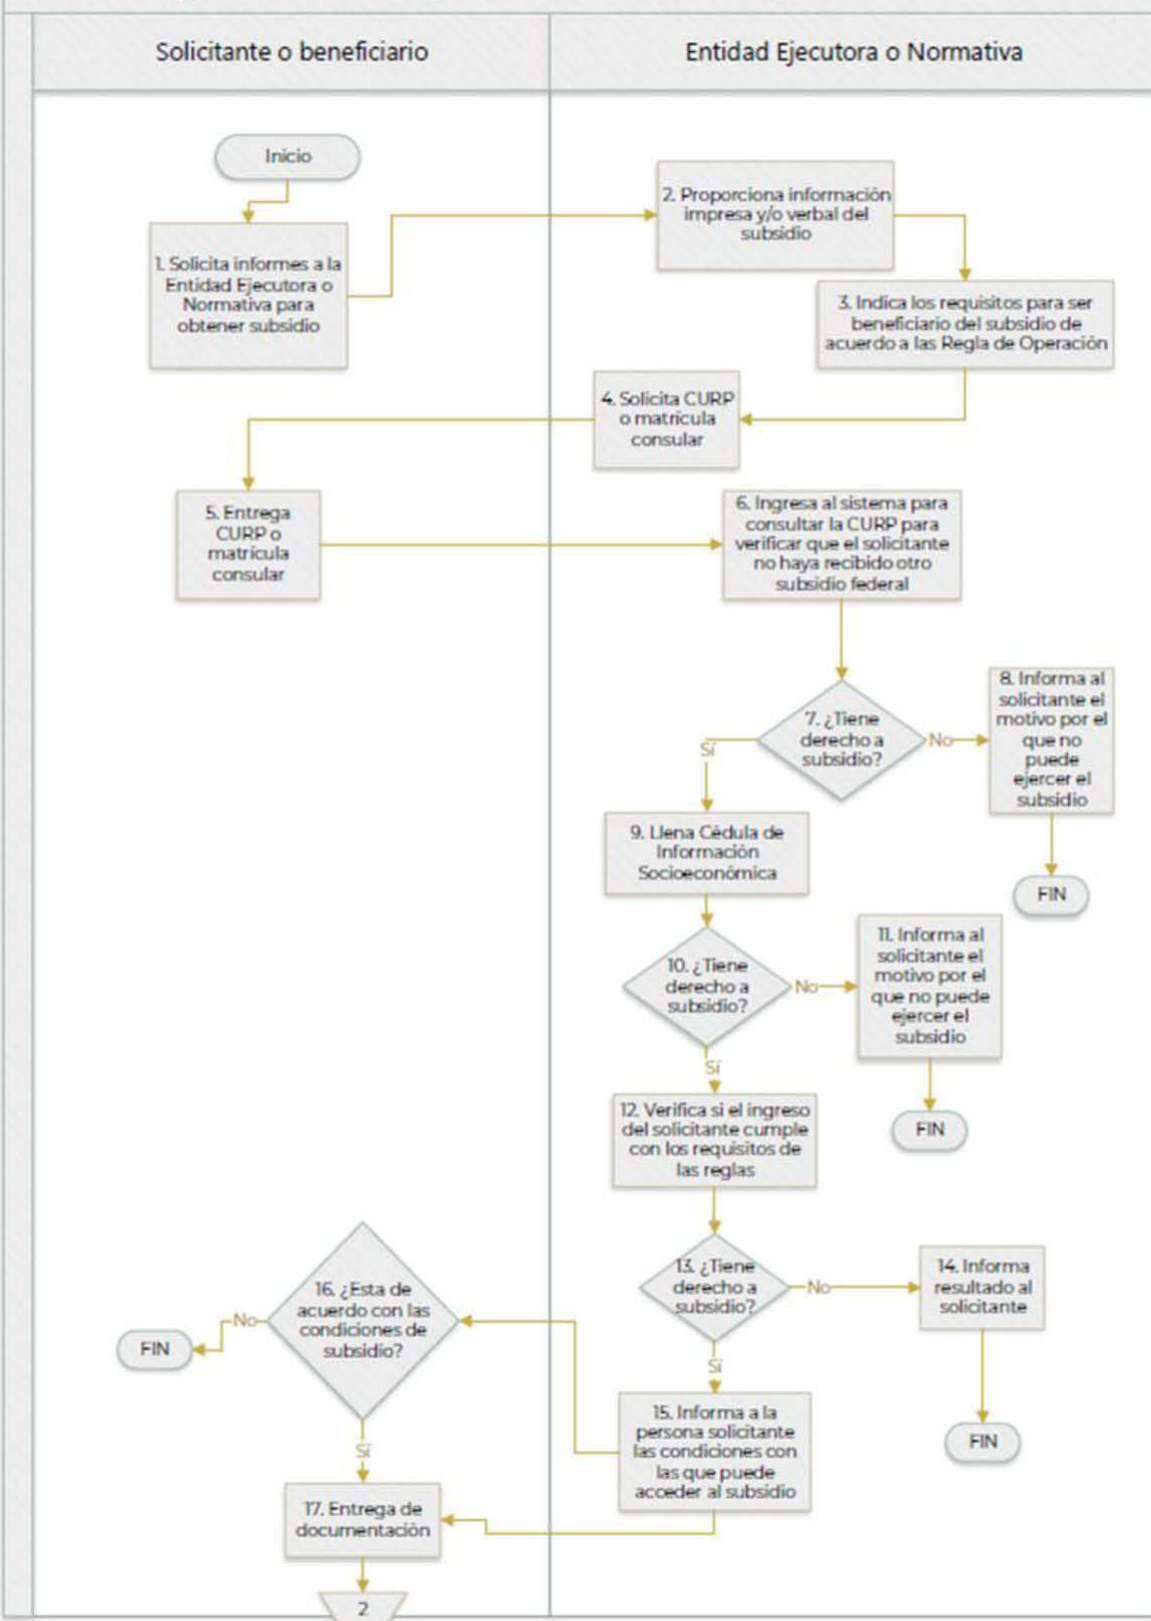 Solicitante o beneficiario
Entidad Ejecutora o Normativa
Inicio
1. Solicita informes a la
Entidad Ejecutora o
Normativa para
obtener subsidio
2. Proporciona información
impresa y/o verbal del
subsidio
3. Indica los requisitos para ser
beneficiario del subsidio de
acuerdo a las Regla de Operación
4. Solicita CURP
o matrícula
consular
5. Entrega
CURP o
matrícula
consular
6. Ingresa al sistema para
consultar la CURP para
verificar que el solicitante
no haya recibido otro
subsidio federal
7. ¿Tiene
derecho a
subsidio?
No
Sí
8. Informa al
solicitante el
motivo por el
que no
puede
ejercer el
subsidio
FIN
9. Llena Cédula de
Información
Socioeconómica
10. ¿Tiene
derecho a
subsidio?
No
Sí
11. Informa al
solicitante el
motivo por el
que no puede
ejercer el
subsidio
FIN
12. Verifica si el ingreso
del solicitante cumple
con los requisitos de
las reglas
13. ¿Tiene
derecho a
subsidio?
No
Sí
14. Informa
resultado al
solicitante
FIN
15. Informa a la
persona solicitante
las condiciones con
las que puede
acceder al subsidio
16. ¿Esta de
acuerdo con las
condiciones de
subsidio?
No
FIN
Sí
17. Entrega de
documentación
2